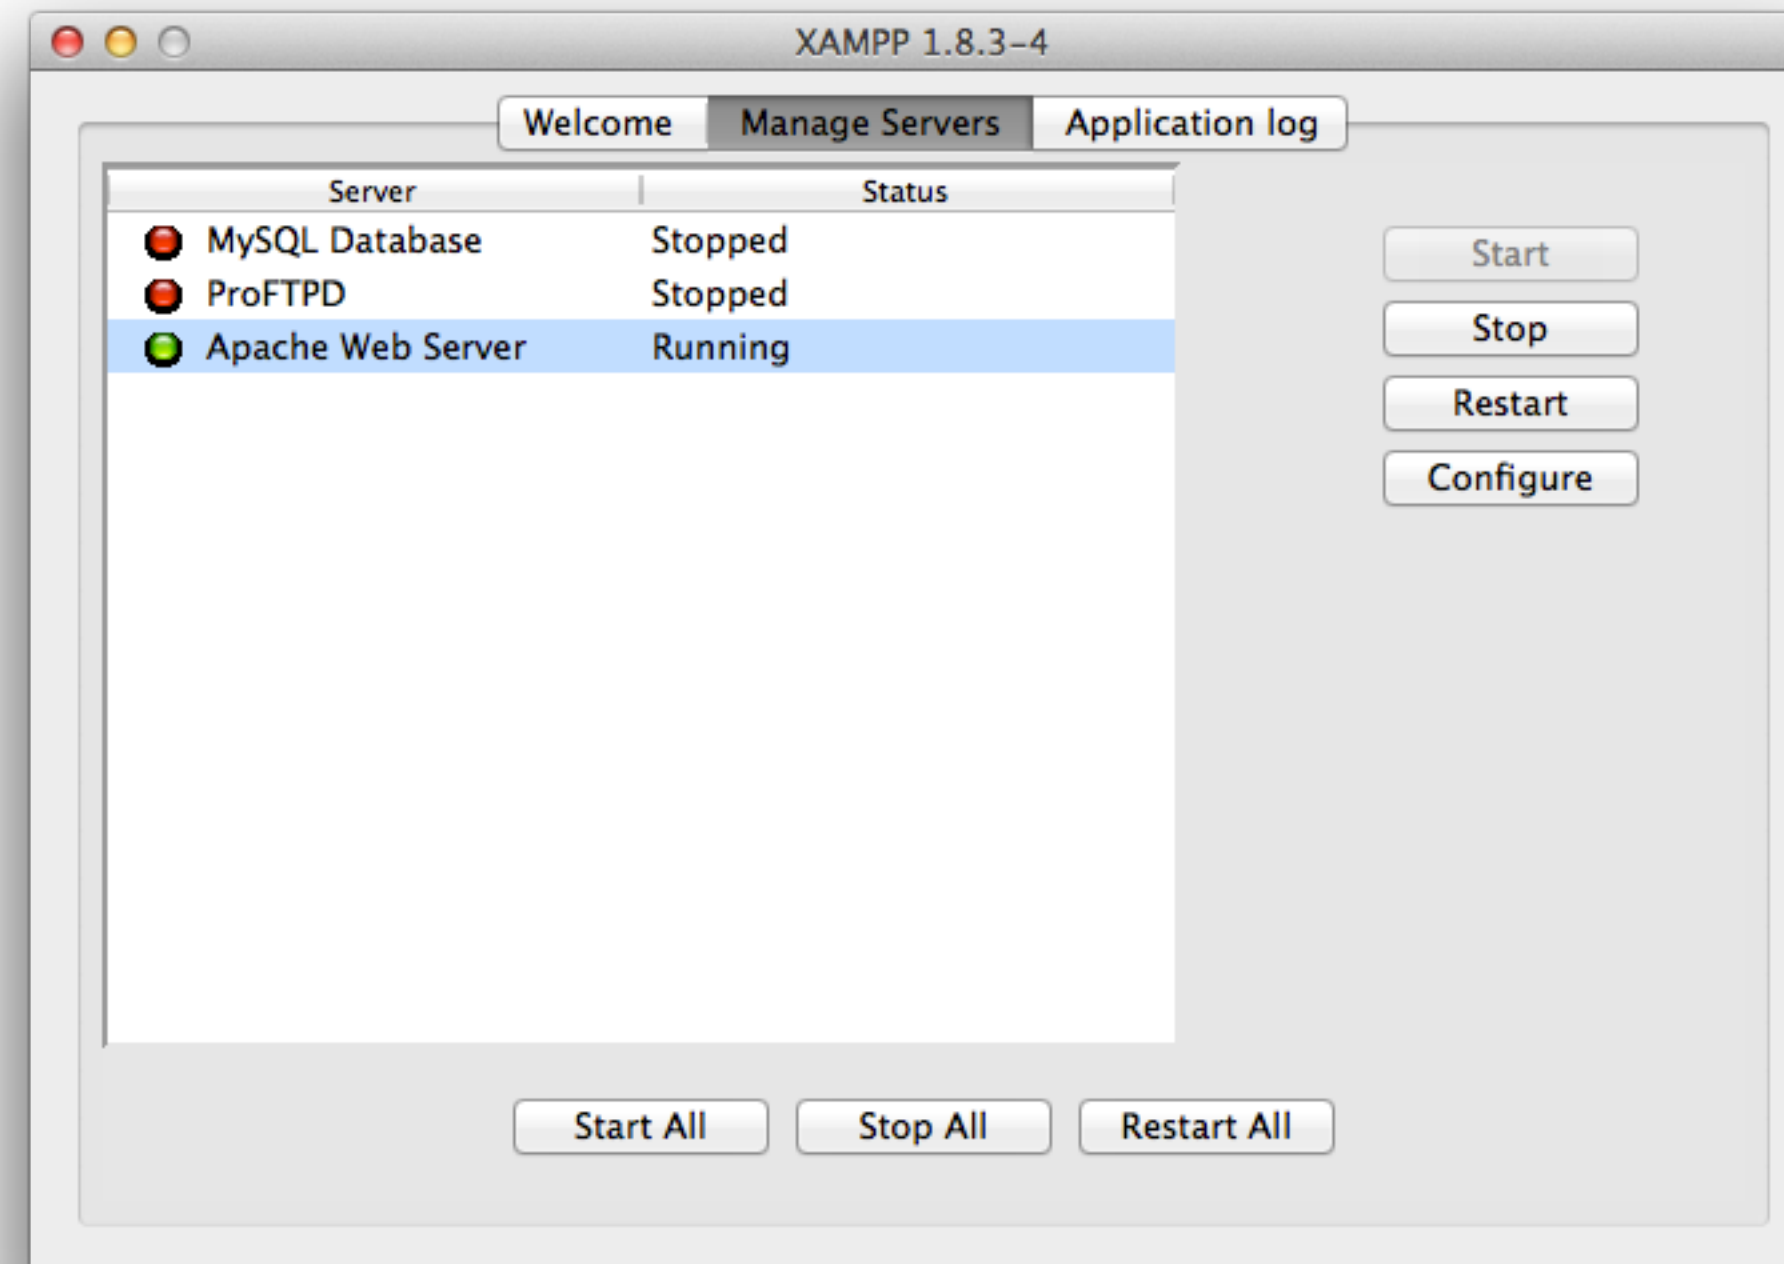 XAMPP 1.8.3-4
Welcome Manage Servers Application log
Server Status
MySQL Database Stopped
ProFTPD Stopped
Apache Web Server Running
Start
Stop
Restart
Configure
Start All Stop All Restart All